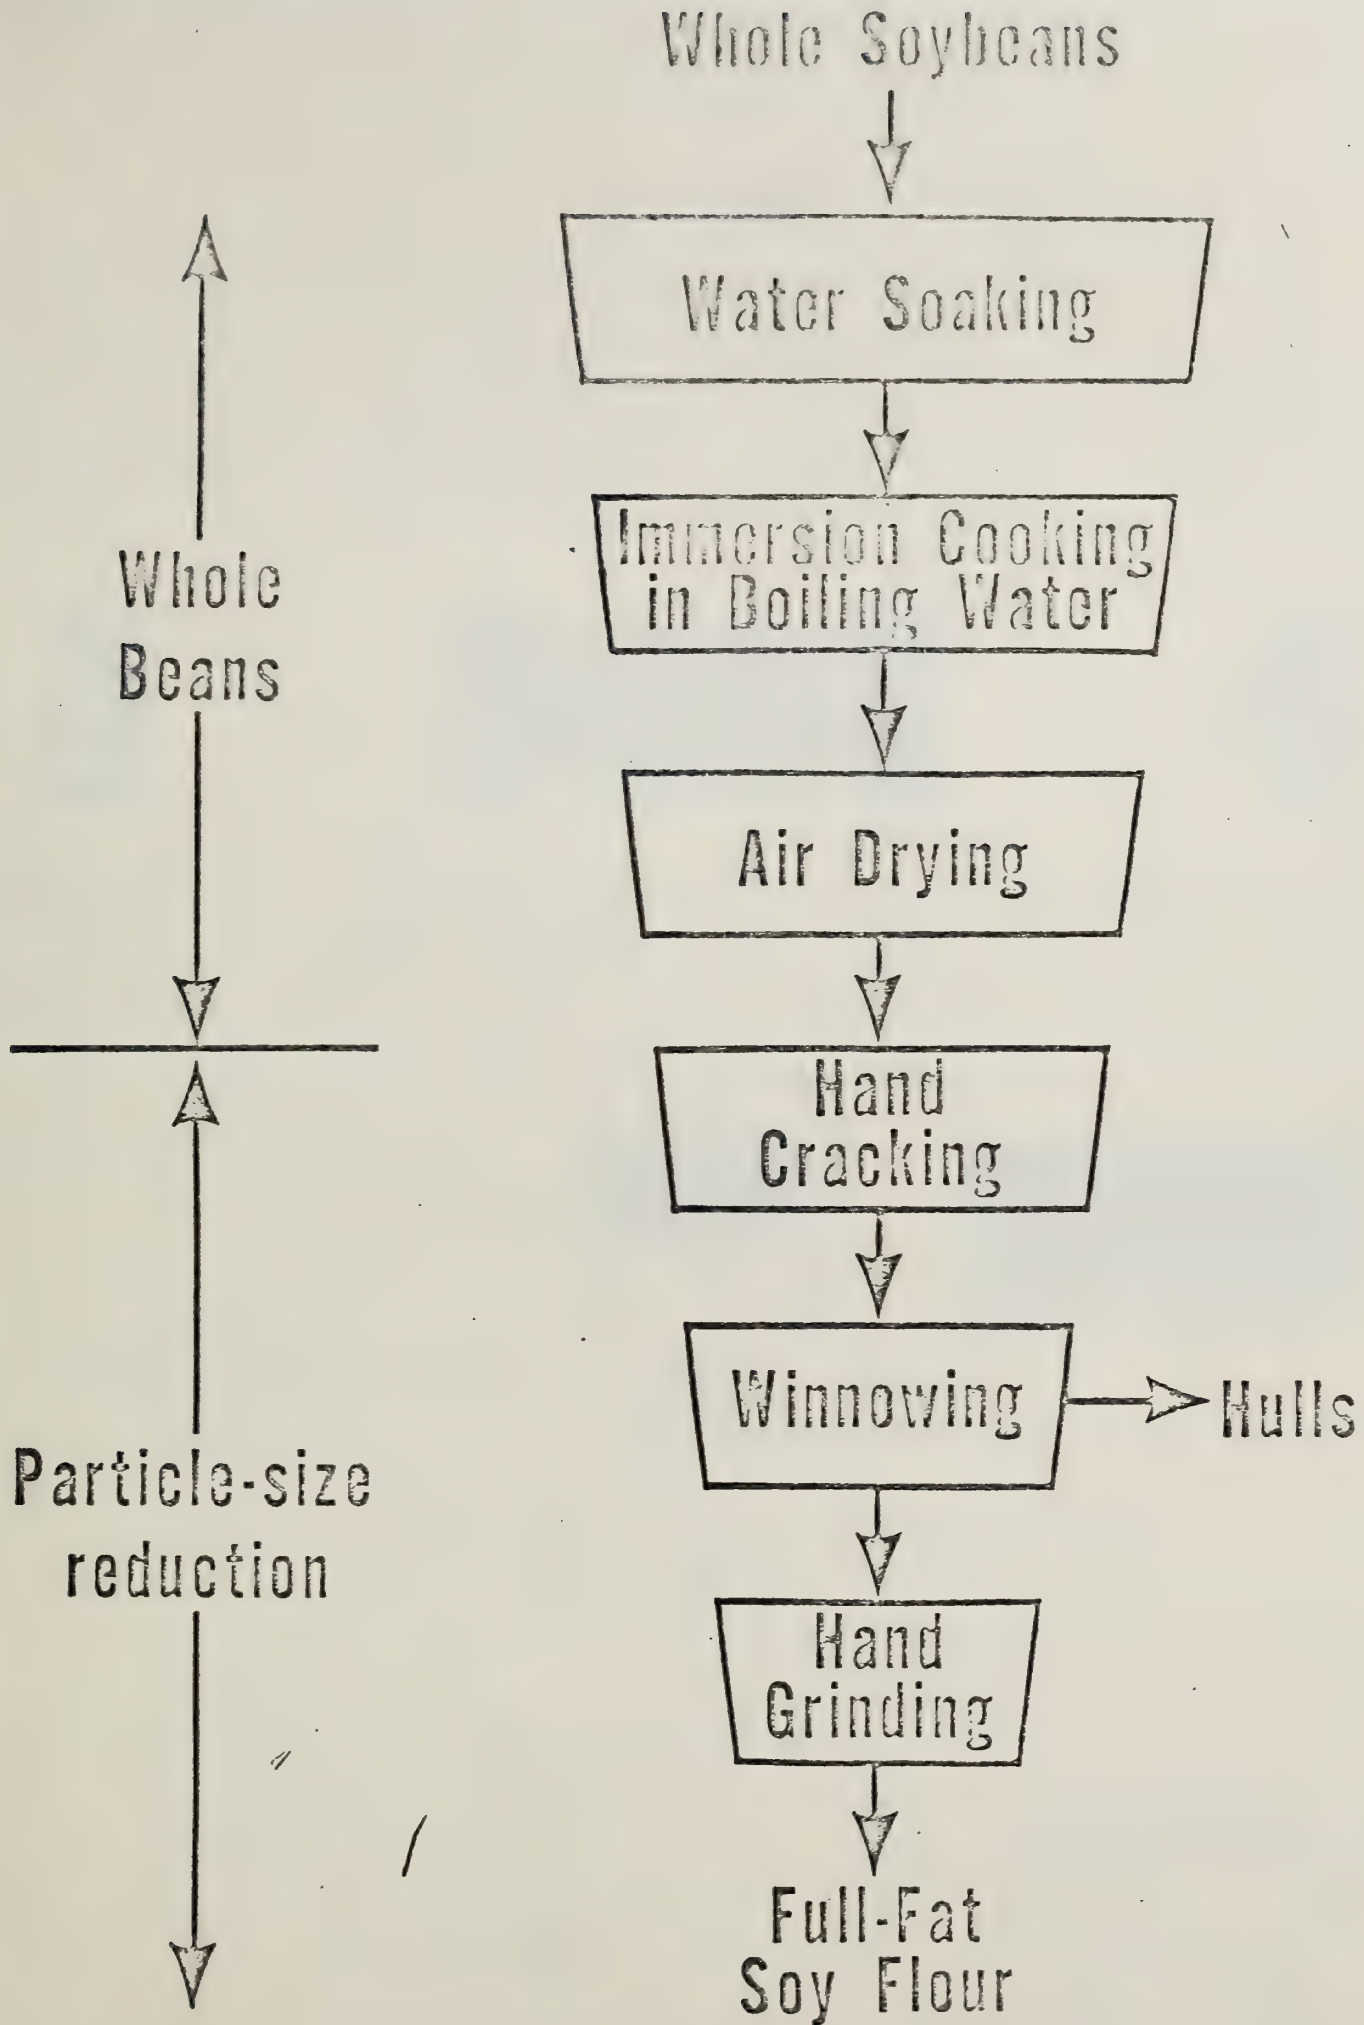 Whole Soybeans
Water Soaking
Immersion Cooking
in Boiling Water
Whole
Beans
Air Drying
Hand
Cracking
Winnowing
Hulls
Particle-size
reduction
Hand
Grinding
Full-Fat
Soy Flour